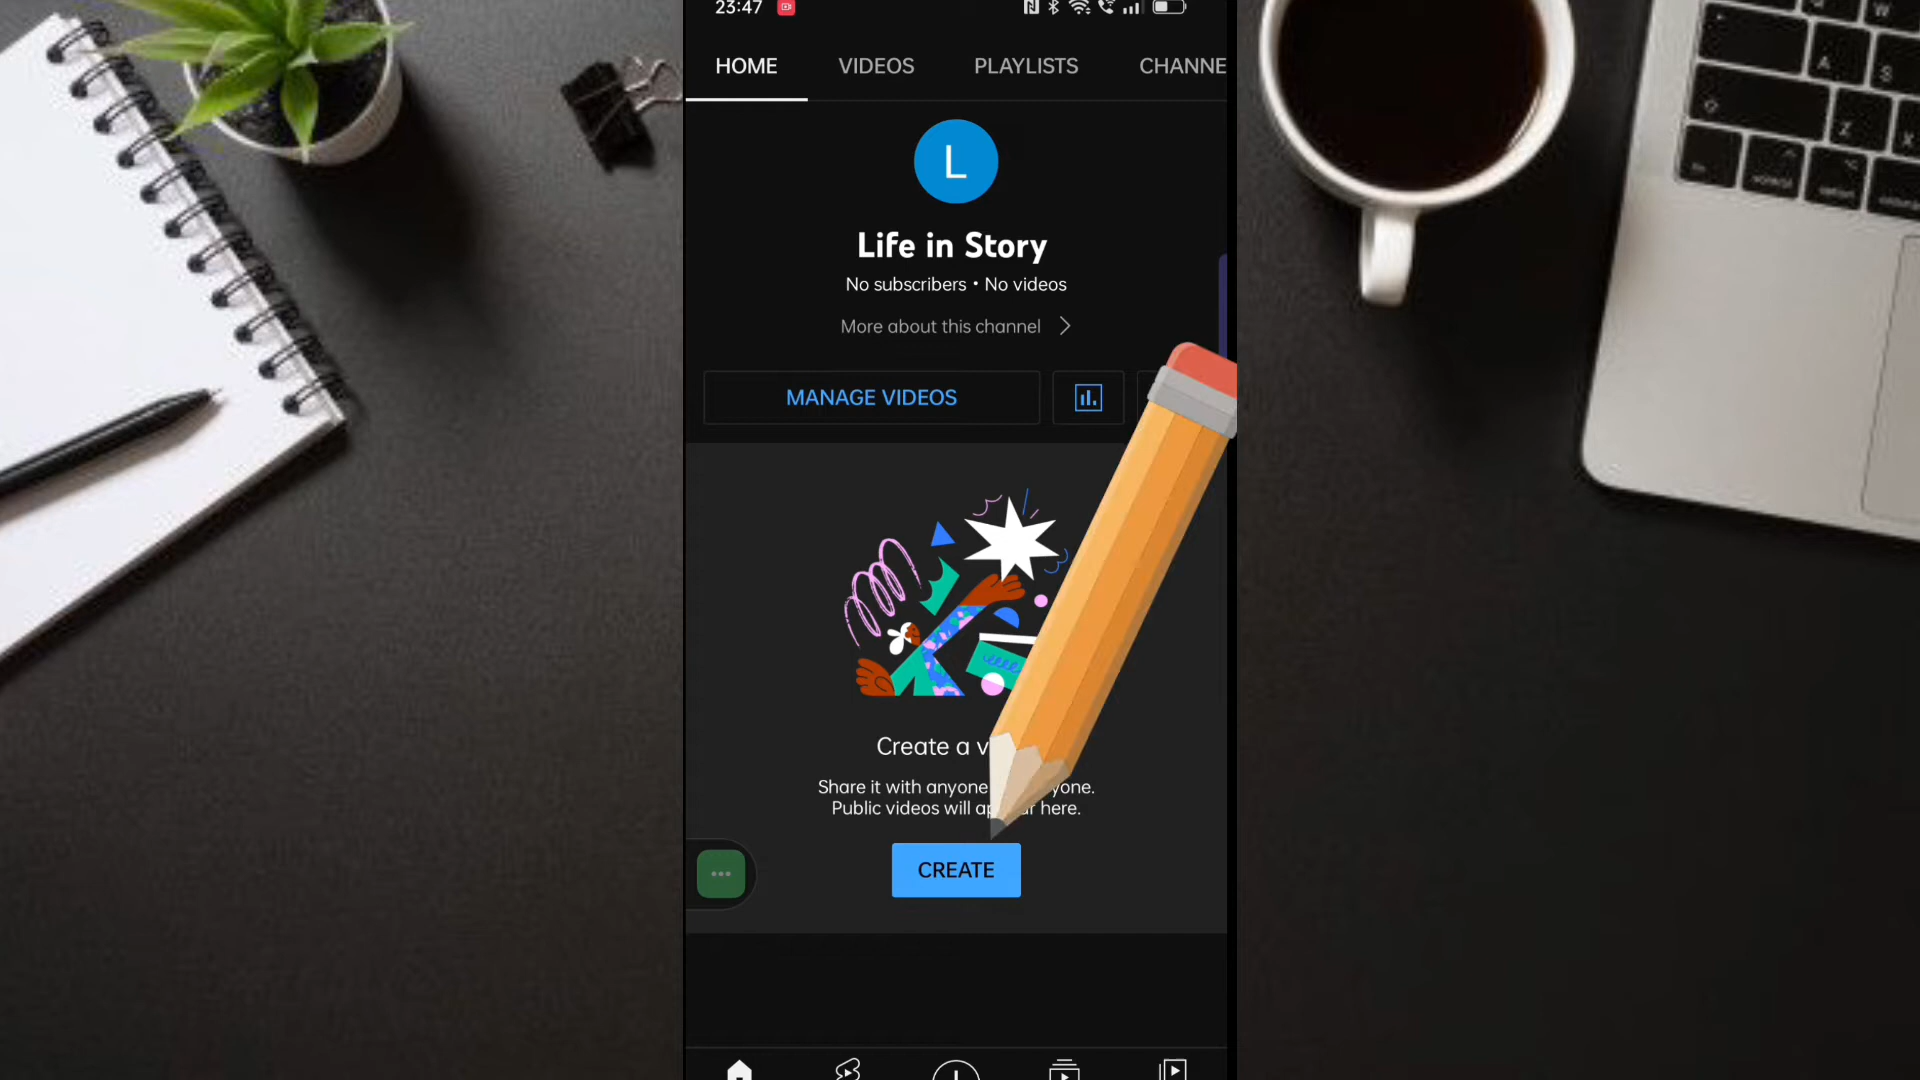 23:47
HOME VIDEOS PLAYLISTS CHANNE
L
Life in Story
No subscribers • No videos
More about this channel
MANAGE VIDEOS
Create a v
Share it with anyone yone.
Public videos will ap r here.
CREATE
A S
Z X
W